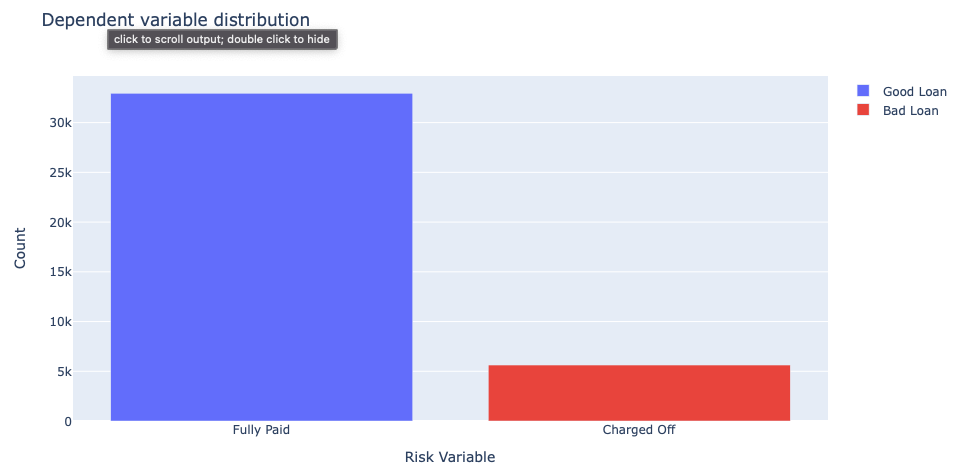 Dependent variable distribution
click to scroll output; double click to hide
Good Loan
Bad Loan
30k
25k
20k
15k
10k
5k
0
Count
Fully Paid
Charged Off
Risk Variable